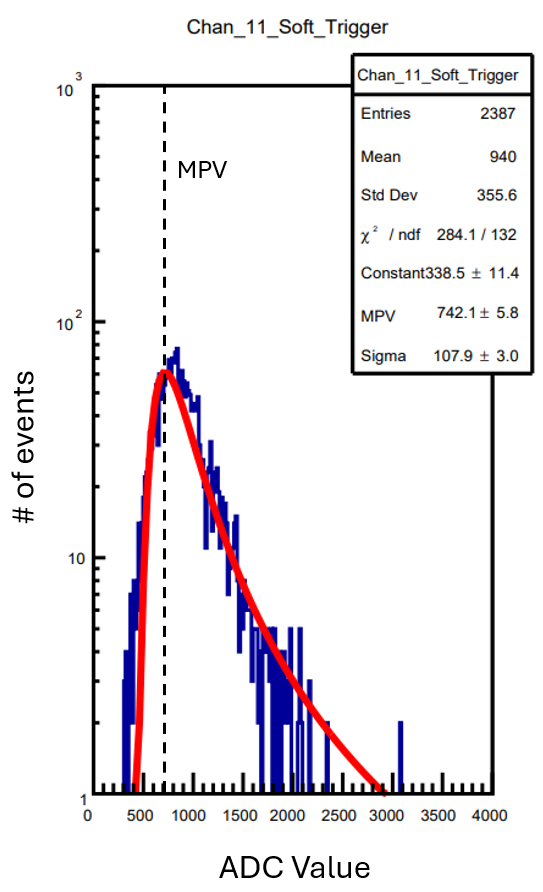 Chan_11_Soft_Trigger
Chan_11_Soft_Trigger
Entries 2387
Mean 940
Std Dev 355.6
χ² / ndf 284.1 / 132
Constant338.5 ± 11.4
MPV 742.1 ± 5.8
Sigma 107.9 ± 3.0
MPV
10³
10²
10
1
# of events
0 500 1000 1500 2000 2500 3000 3500 4000
ADC Value